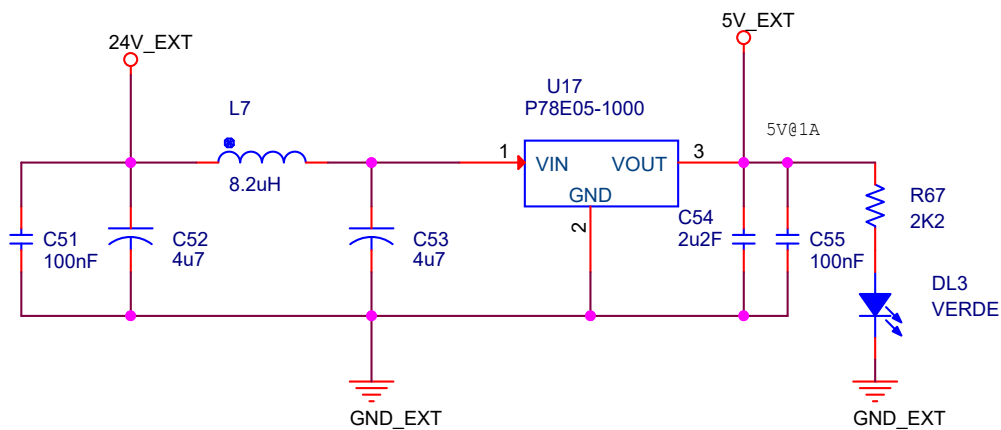 5V_EXT
24V_EXT
U17
P78E05-1000
L7
5V@1A
1
3
VIN
VOUT
8.2uH
GND
R67
2K2
2
C54
2u2F
C51
100nF
C52
4u7
C53
4u7
C55
100nF
DL3
VERDE
GND_EXT
GND_EXT